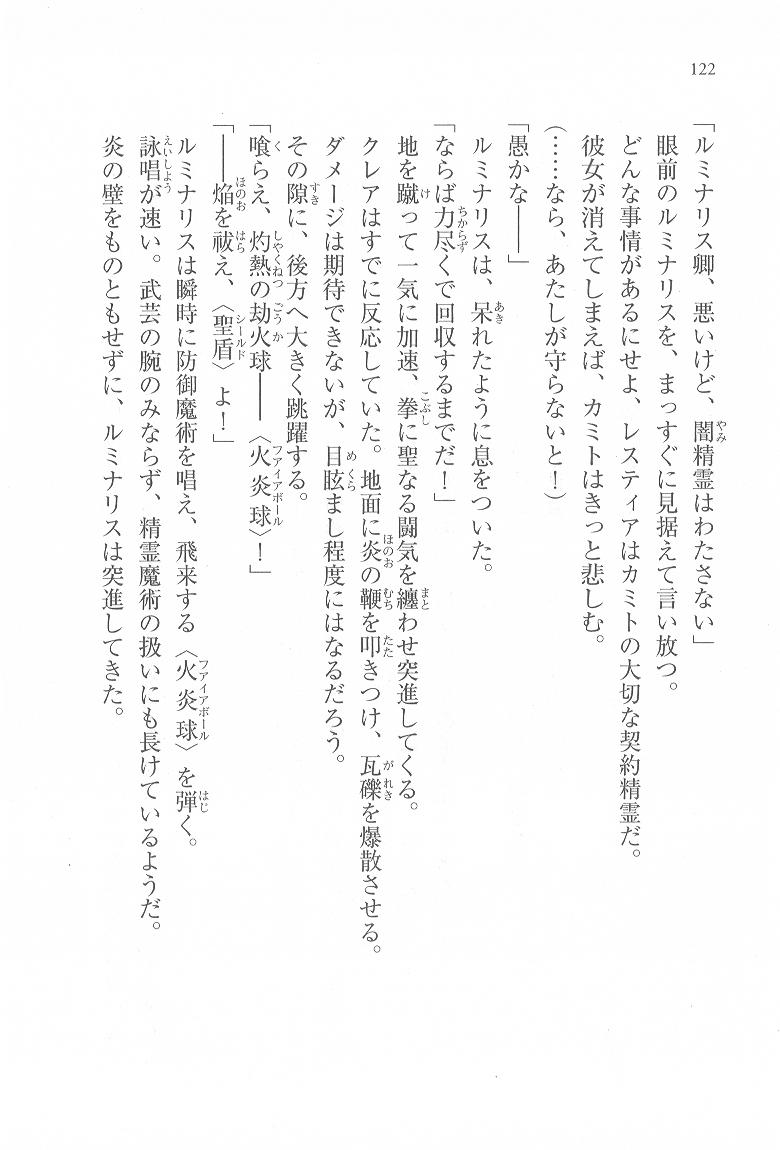 122
「ルミナリス卿、悪いけど、闇精霊はわたさない」
眼前のルミナリスを、まっすぐに見据えて言い放つ。
どんな事情があるにせよ、レスティアはカミトの大切な契約精霊だ。
彼女が消えてしまえば、カミトはきっと悲しむ。
(……なら、あたしが守らないと!)
「愚かな――」
ルミナリスは、呆れたように息をついた。
「ならば力尽くで回収するまでだ!」
地を蹴って一気に加速、拳に聖なる闘気を纏わせ突進してくる。
クレアはすでに反応していた。地面に炎の鞭を叩きつけ、瓦礫を爆散させる。
ダメージは期待できないが、目眩まし程度にはなるだろう。
その隙に、後方へ大きく跳躍する。
「喰らえ、灼熱の劫火球――〈火炎球〉!」
「――焔を祓え、〈聖盾〉よ!」
ルミナリスは瞬時に防御魔術を唱え、飛来する〈火炎球〉を弾く。
詠唱が速い。武芸の腕のみならず、精霊魔術の扱いにも長けているようだ。
炎の壁をものともせずに、ルミナリスは突進してきた。